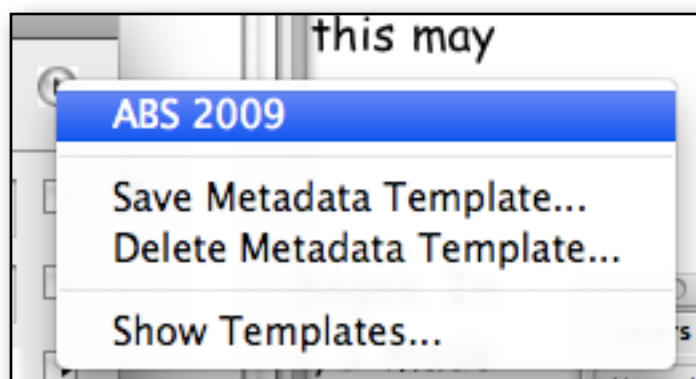 this may
ABS 2009
Save Metadata Template...
Delete Metadata Template...
Show Templates...